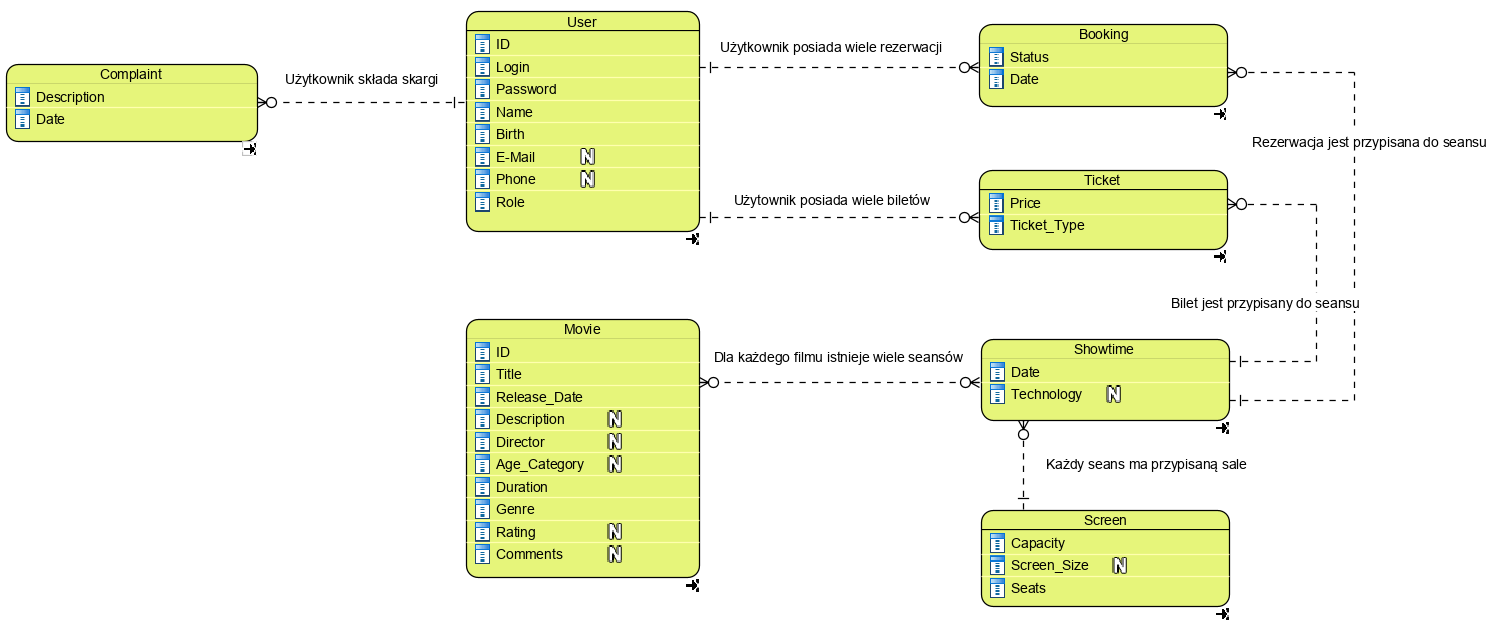 Complaint
Description
Date
Użytkownik składa skargi
User
ID
Login
Password
Name
Birth
E-Mail N
Phone N
Role
Użytkownik posiada wiele rezerwacji
Booking
Status
Date
Rezerwacja jest przypisana do seansu
Użytownik posiada wiele biletów
Ticket
Price
Ticket_Type
Bilet jest przypisany do seansu
Movie
ID
Title
Release_Date
Description N
Director N
Age_Category N
Duration
Genre
Rating N
Comments N
Dla każdego filmu istnieje wiele seansów
Showtime
Date
Technology N
Każdy seans ma przypisaną sale
Screen
Capacity
Screen_Size N
Seats